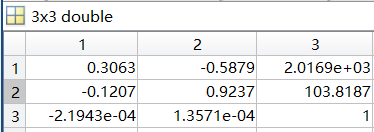 3x3 double
1 2 3
1 0.3063 -0.5879 2.0169e+03
2 -0.1207 0.9237 103.8187
3 -2.1943e-04 1.3571e-04 1